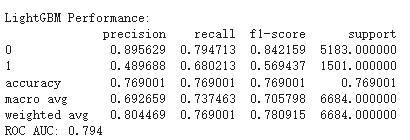 LightGBM Performance:
precision recall f1-score support
0 0.895629 0.794713 0.842159 5183.000000
1 0.489688 0.680213 0.569437 1501.000000
accuracy 0.769001 0.769001 0.769001 0.769001
macro avg 0.692659 0.737463 0.705798 6684.000000
weighted avg 0.804469 0.769001 0.780915 6684.000000
ROC AUC: 0.794